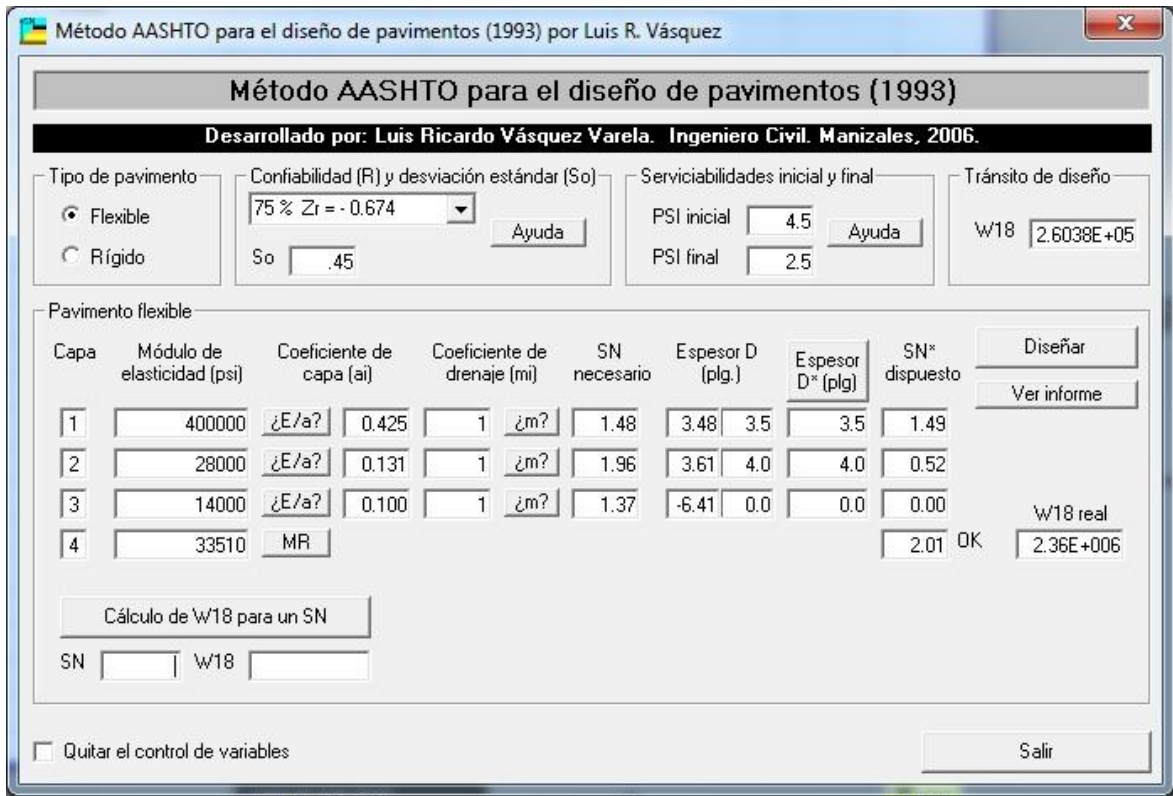 Método AASHTO para el diseño de pavimentos (1993) por Luis R. Vásquez
Método AASHTO para el diseño de pavimentos (1993)
Desarrollado por: Luis Ricardo Vásquez Varela. Ingeniero Civil. Manizales, 2006.
Tipo de pavimento
Flexible
Rígido
Confiabilidad (R) y desviación estándar (So)
75 % Zr = - 0.674
So .45
Ayuda
Serviciabilidades inicial y final
PSI inicial 4.5
PSI final 2.5
Ayuda
Tránsito de diseño
W18 2.6038E+05
Pavimento flexible
Capa Módulo de elasticidad (psi) Coeficiente de capa (ai) Coeficiente de drenaje (mi) SN necesario Espesor D (plg.) Espesor D* (plg) SN* dispuesto
Diseñar
Ver informe
1 400000 ¿E/a? 0.425 1 ¿m? 1.48 3.48 3.5 3.5 1.49
2 28000 ¿E/a? 0.131 1 ¿m? 1.96 3.61 4.0 4.0 0.52
3 14000 ¿E/a? 0.100 1 ¿m? 1.37 -6.41 0.0 0.0 0.00
4 33510 MR 2.01 OK
W18 real
2.36E+006
Cálculo de W18 para un SN
SN W18
Quitar el control de variables
Salir